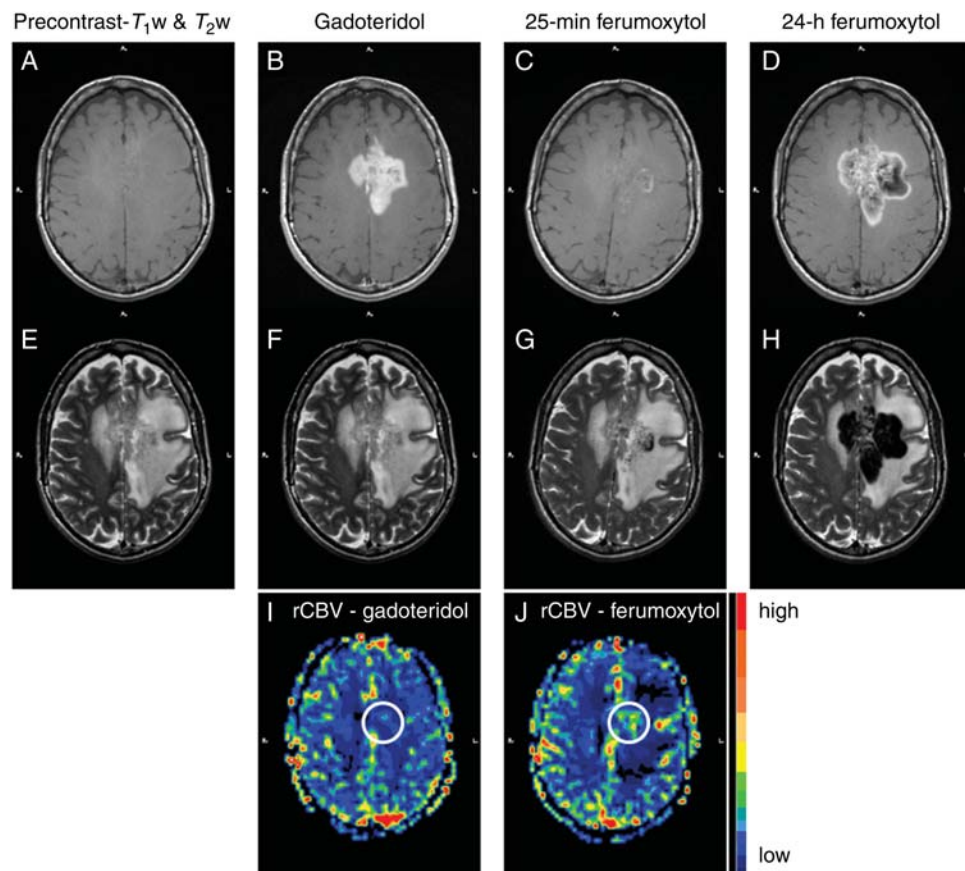 Precontrast-T₁w & T₂w
Gadoteridol
25-min ferumoxytol
24-h ferumoxytol
A
B
C
D
E
F
G
H
I rCBV - gadoteridol
J rCBV - ferumoxytol
high
low